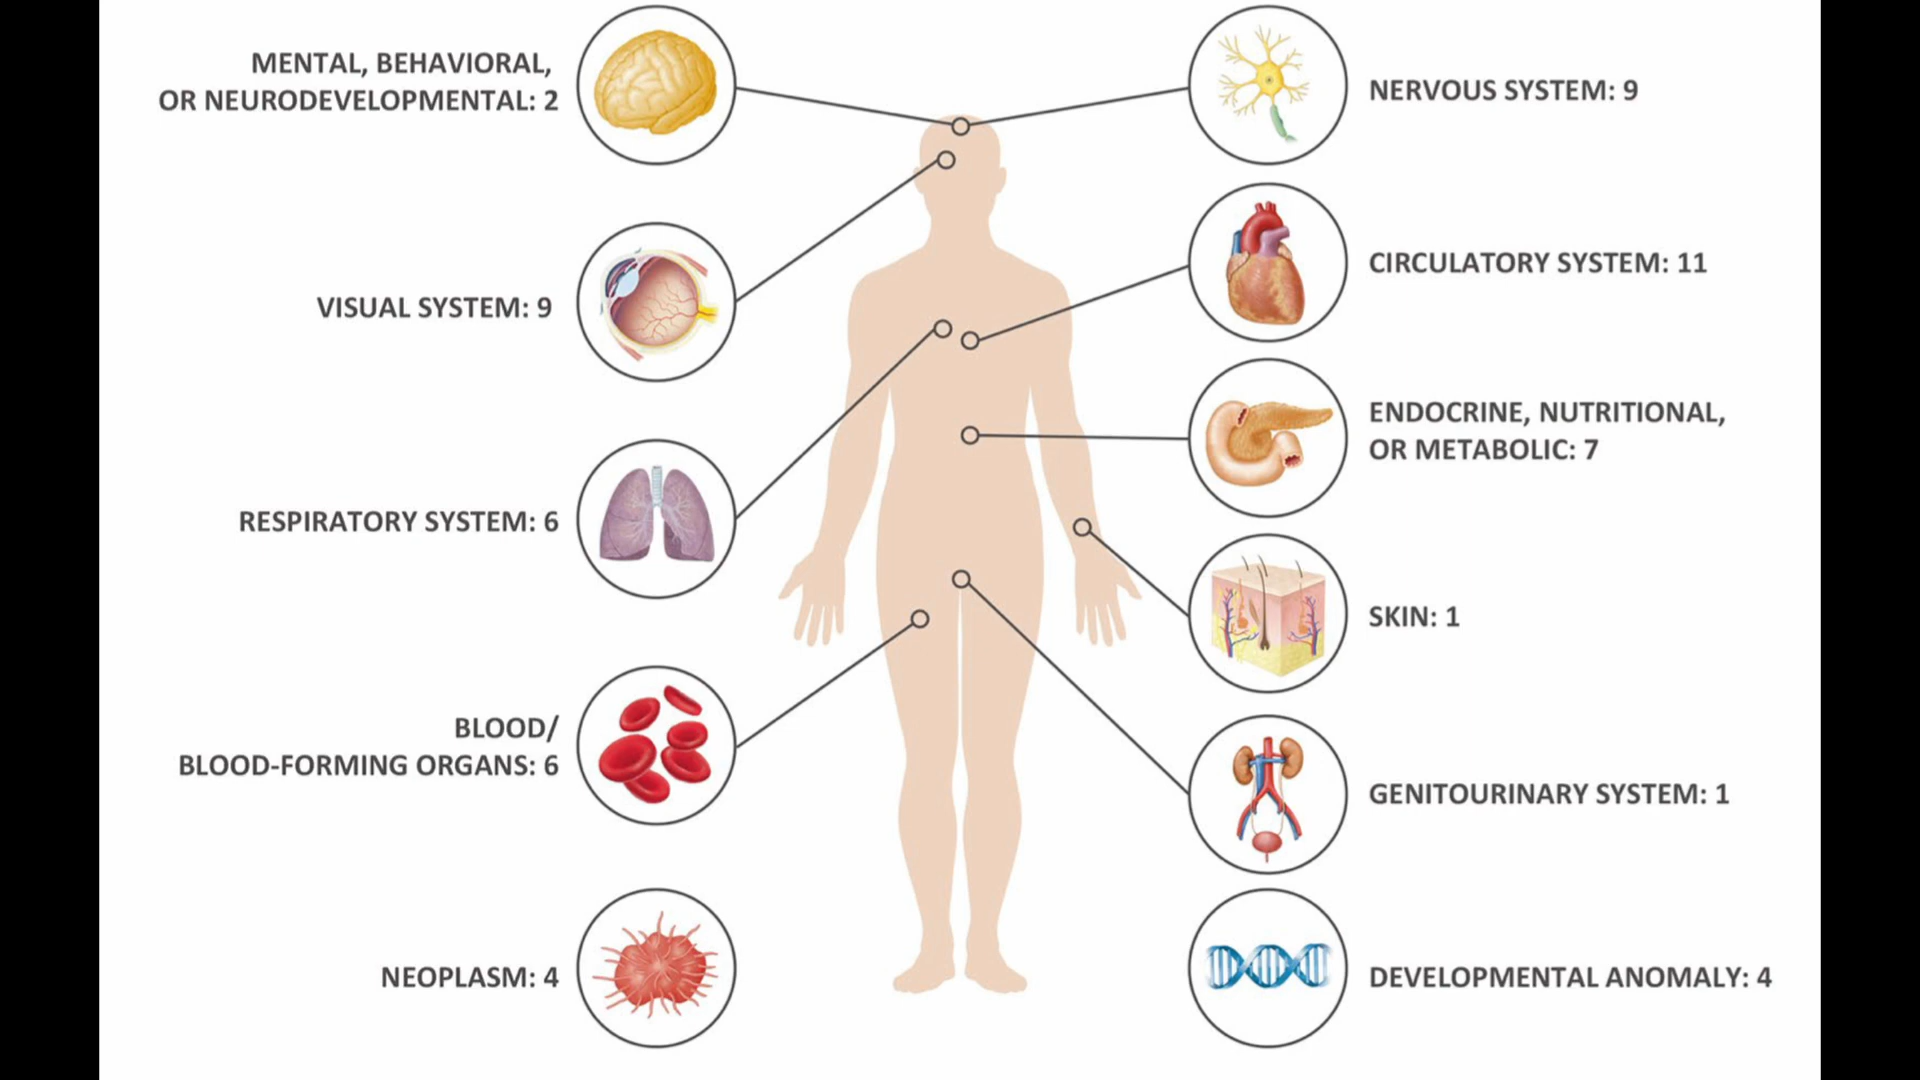 MENTAL, BEHAVIORAL,
OR NEURODEVELOPMENTAL: 2
NERVOUS SYSTEM: 9
VISUAL SYSTEM: 9
CIRCULATORY SYSTEM: 11
ENDOCRINE, NUTRITIONAL,
OR METABOLIC: 7
RESPIRATORY SYSTEM: 6
SKIN: 1
BLOOD/
BLOOD-FORMING ORGANS: 6
GENITOURINARY SYSTEM: 1
NEOPLASM: 4
DEVELOPMENTAL ANOMALY: 4